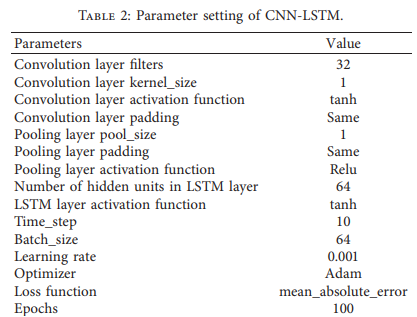 TABLE 2: Parameter setting of CNN-LSTM.
Parameters Value
Convolution layer filters 32
Convolution layer kernel_size 1
Convolution layer activation function tanh
Convolution layer padding Same
Pooling layer pool_size 1
Pooling layer padding Same
Pooling layer activation function Relu
Number of hidden units in LSTM layer 64
LSTM layer activation function tanh
Time_step 10
Batch_size 64
Learning rate 0.001
Optimizer Adam
Loss function mean_absolute_error
Epochs 100